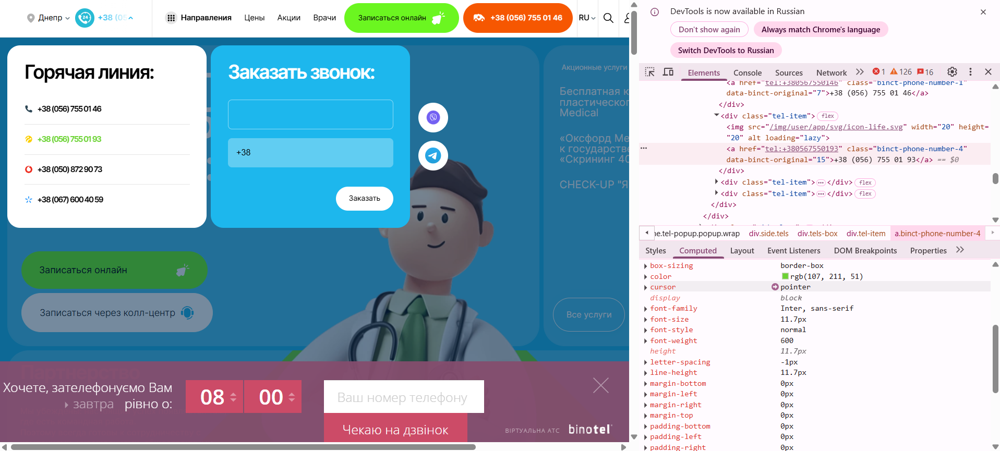 Днепр
24
+38 (05
Направления
Цены
Акции
Врачи
Записаться онлайн
+38 (056) 755 01 46
RU
Горячая линия:
+38 (056) 755 01 46
+38 (056) 755 01 93
+38 (050) 872 90 73
+38 (067) 600 40 59
Заказать звонок:
+38
Заказать
Записаться онлайн
Записаться через колл-центр
Акционные услуги
Бесплатная к
пластическог
Medical
«Оксфорд Ме
к государстве
«Скрининг 40
CHECK-UP "Я
Все услуги
Партнерство
Хочете, зателефонуємо Вам
завтра рівно о:
08 00
Ваш номер телефону
Чекаю на дзвінок
ВІРТУАЛЬНА АТС binotel
DevTools is now available in Russian
Don't show again
Always match Chrome's language
Switch DevTools to Russian
Elements Console Sources Network 1 126 16
<a href="tel:+380567550146" class="binct-phone-number-1"
data-binct-original="7">+38 (056) 755 01 46</a>
</div>
<div class="tel-item"> flex
<img src="/img/user/app/svg/icon-life.svg" width="20" height=
"20" alt loading="lazy">
<a href="tel:+380567550193" class="binct-phone-number-4"
data-binct-original="15">+38 (056) 755 01 93</a> == $0
</div>
<div class="tel-item"> … </div> flex
<div class="tel-item"> … </div> flex
</div>
</div>
ne.tel-popup.popup.wrap div.side.tels div.tels-box div.tel-item a.binct-phone-number-4
Styles Computed Layout Event Listeners DOM Breakpoints Properties
box-sizing border-box
color rgb(107, 211, 51)
cursor pointer
display block
font-family Inter, sans-serif
font-size 11.7px
font-style normal
font-weight 600
height 11.7px
letter-spacing -1px
line-height 11.7px
margin-bottom 0px
margin-left 0px
margin-right 0px
margin-top 0px
padding-bottom 0px
padding-left 0px
padding-right 0px